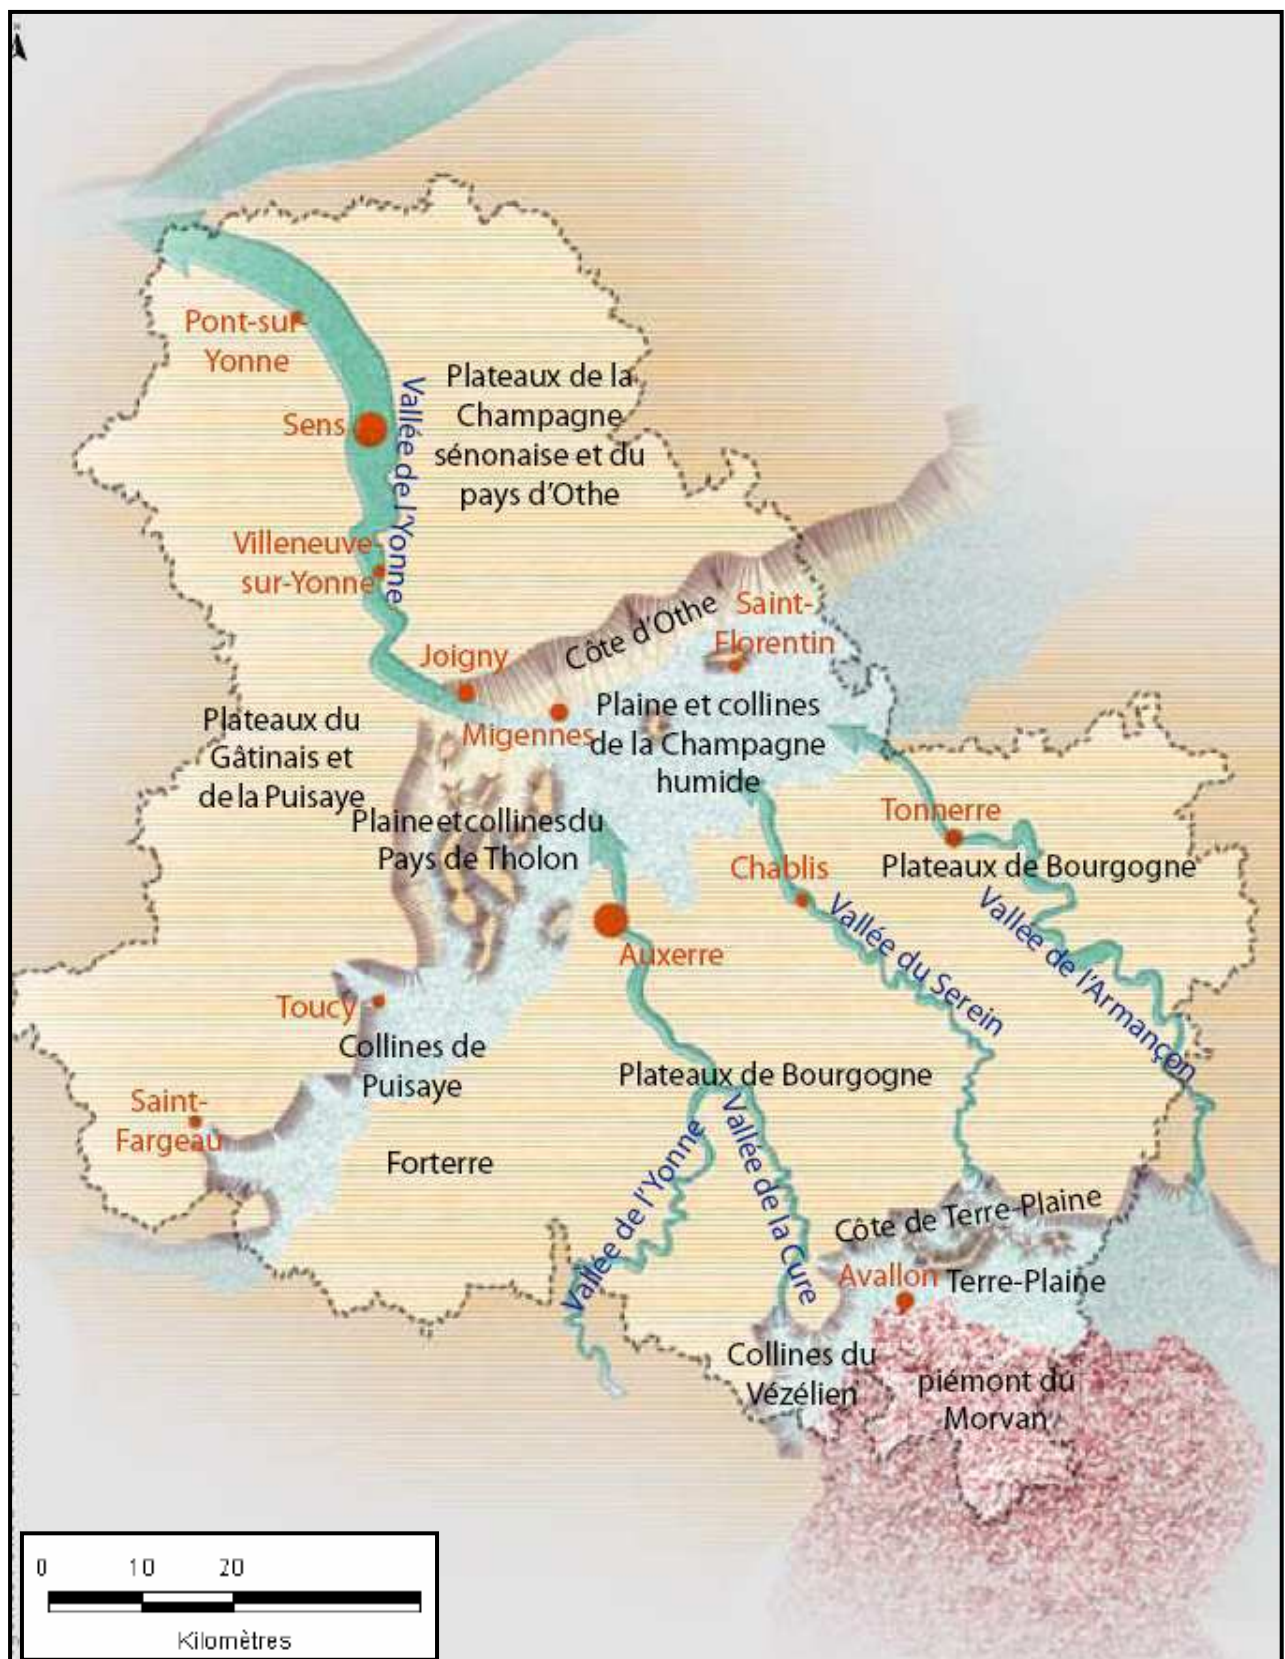 Pont-sur-
Yonne
Plateaux de la
Champagne
sénonaise et du
pays d'Othe
Sens
Vallée de l'Yonne
Villeneuve
sur-Yonne
Côte d'Othe
Saint-
Florentin
Joigny
Migennes
Plateaux du
Gâtinais et
de la Puisaye
Plaine et collines
de la Champagne
humide
Plaine et collines du
Pays de Tholon
Tonnerre
Plateaux de Bourgogne
Chablis
Vallée du Serein
Vallée de l'Armançon
Auxerre
Toucy
Collines de
Puisaye
Plateaux de Bourgogne
Saint-
Fargeau
Forterre
Vallée de l'Yonne
Vallée de la Cure
Côte de Terre-Plaine
Avallon
Terre-Plaine
Collines du
Vézélien
piémont du
Morvan
0 10 20
Kilomètres